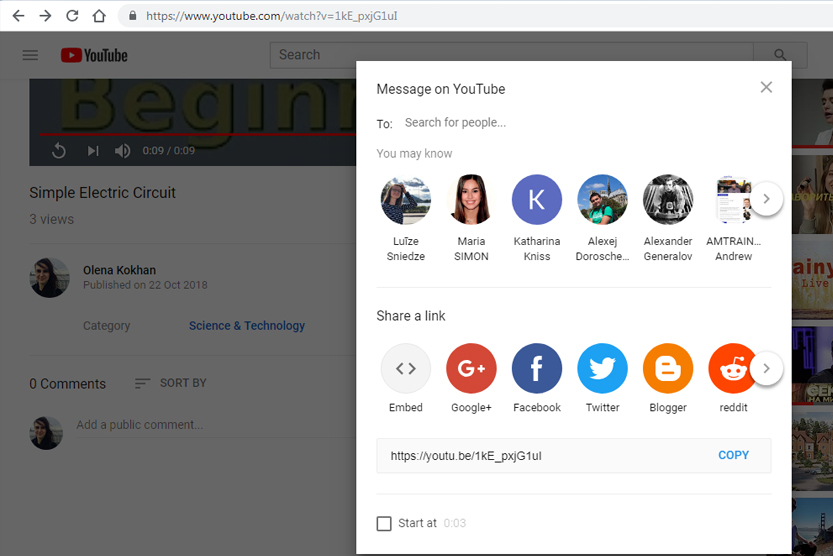 https://www.youtube.com/watch?v=1kE_pxjG1uI
YouTube
Search
Beginn
0:09 / 0:09
Simple Electric Circuit
3 views
Olena Kokhan
Published on 22 Oct 2018
Category
Science & Technology
0 Comments
SORT BY
Add a public comment...
Message on YouTube
To:
Search for people...
You may know
Luīze
Sniedze
Maria
SIMON
K
Katharina
Kniss
Alexej
Dorosche...
Alexander
Generalov
AMTRAIN...
Andrew
Share a link
Embed
G+
Google+
f
Facebook
Twitter
Blogger
reddit
https://youtu.be/1kE_pxjG1uI
COPY
Start at
0:03
ВОРИТЬ
ainy
Live
НА МИ